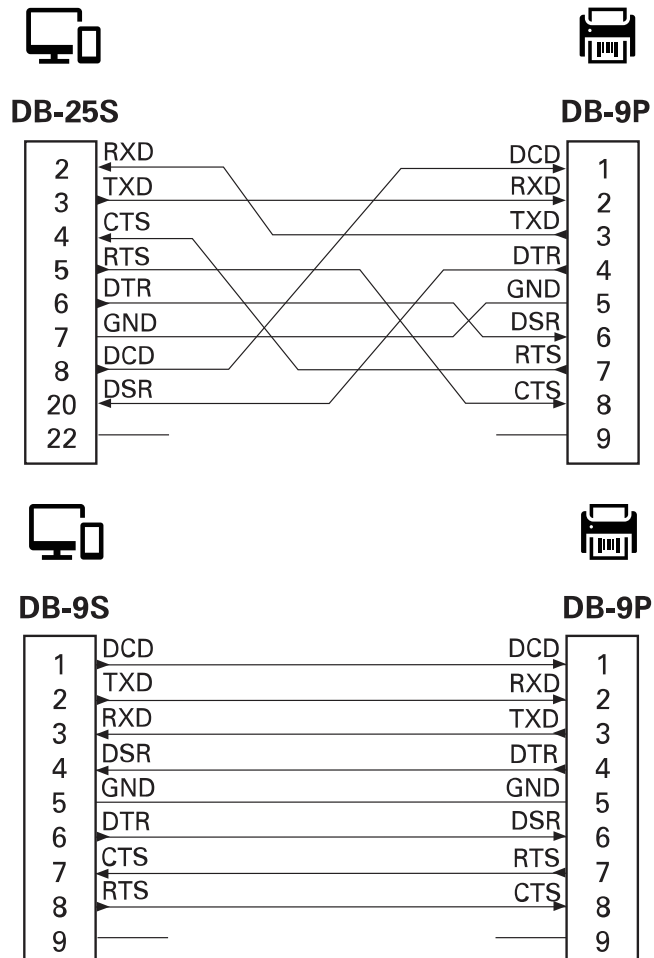 DB-25S DB-9P
RXD DCD
2 1
TXD RXD
3 2
CTS TXD
4 3
RTS DTR
5 4
DTR GND
6 5
GND DSR
7 6
DCD RTS
8 7
DSR CTS
20 8
22 9
DB-9S DB-9P
DCD DCD
1 1
TXD RXD
2 2
RXD TXD
3 3
DSR DTR
4 4
GND GND
5 5
DTR DSR
6 6
CTS RTS
7 7
RTS CTS
8 8
9 9